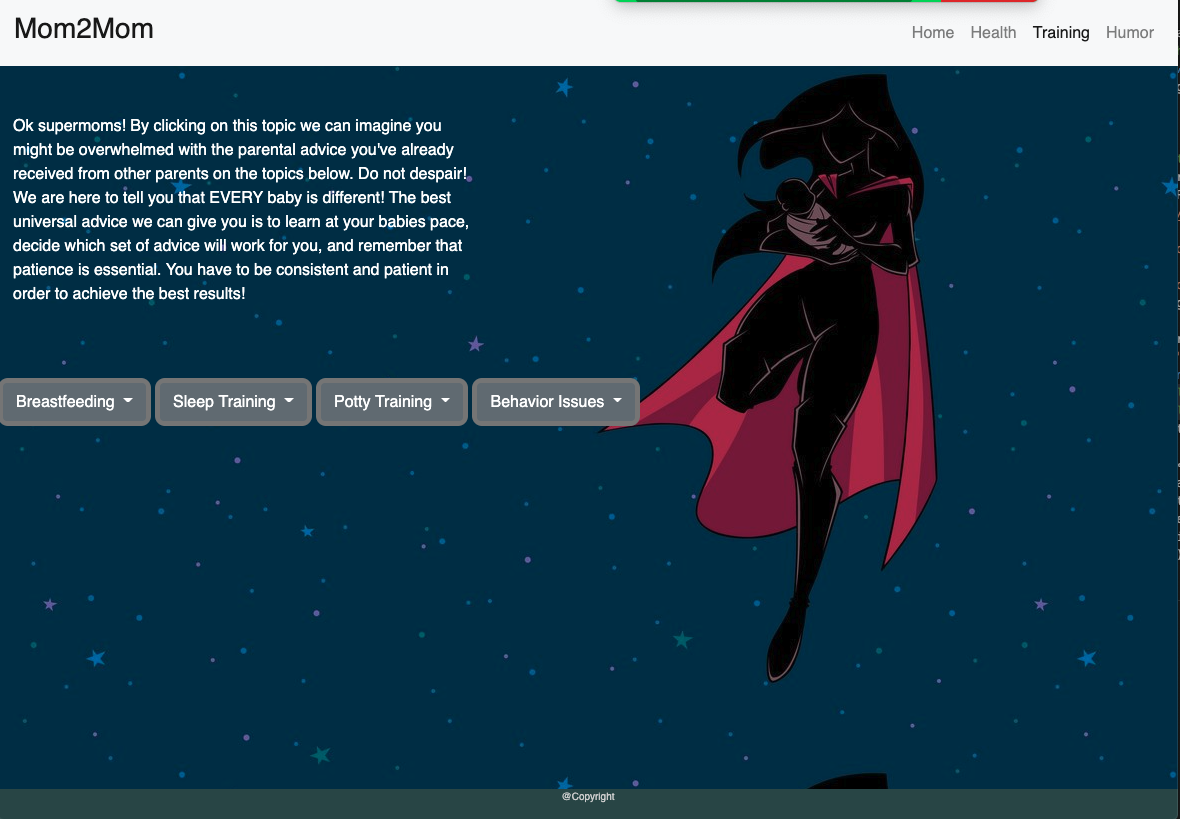 Mom2Mom
Home Health Training Humor
Ok supermoms! By clicking on this topic we can imagine you
might be overwhelmed with the parental advice you've already
received from other parents on the topics below. Do not despair!
We are here to tell you that EVERY baby is different! The best
universal advice we can give you is to learn at your babies pace,
decide which set of advice will work for you, and remember that
patience is essential. You have to be consistent and patient in
order to achieve the best results!
Breastfeeding Sleep Training Potty Training Behavior Issues
@Copyright